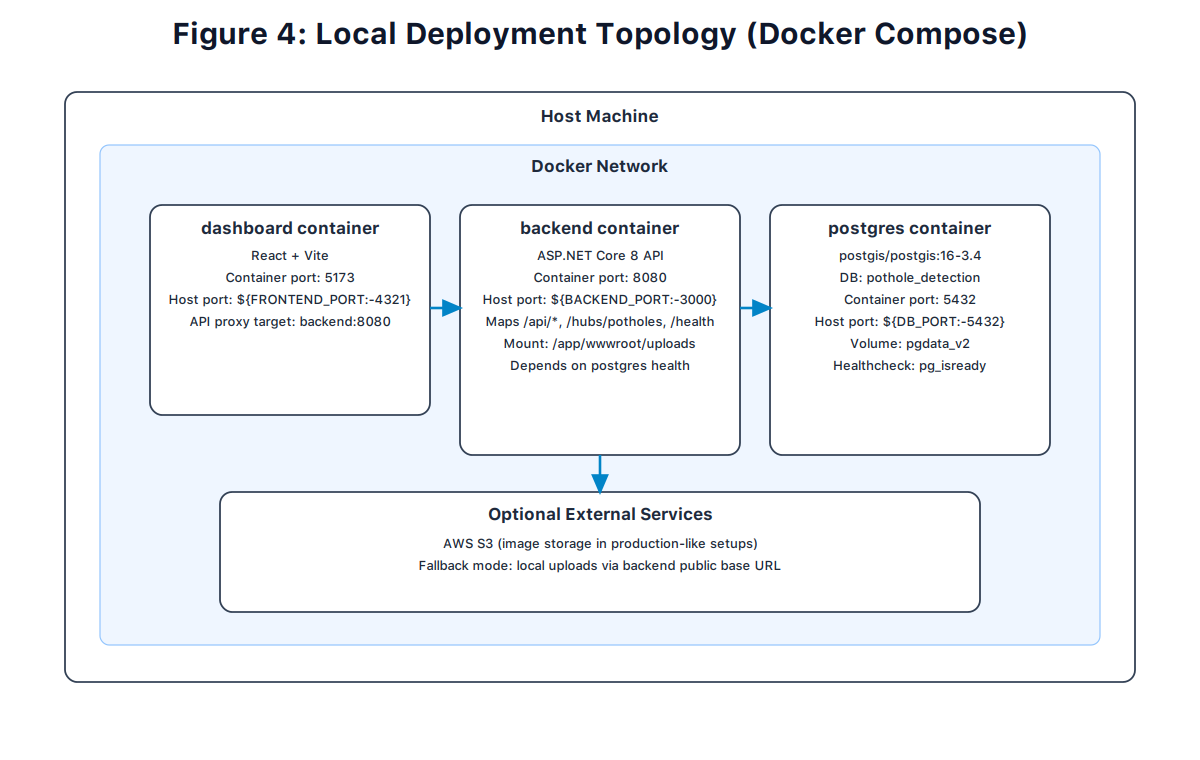 Figure 4: Local Deployment Topology (Docker Compose)
Host Machine
Docker Network
dashboard container
React + Vite
Container port: 5173
Host port: ${FRONTEND_PORT:-4321}
API proxy target: backend:8080
backend container
ASP.NET Core 8 API
Container port: 8080
Host port: ${BACKEND_PORT:-3000}
Maps /api/*, /hubs/potholes, /health
Mount: /app/wwwroot/uploads
Depends on postgres health
postgres container
postgis/postgis:16-3.4
DB: pothole_detection
Container port: 5432
Host port: ${DB_PORT:-5432}
Volume: pgdata_v2
Healthcheck: pg_isready
Optional External Services
AWS S3 (image storage in production-like setups)
Fallback mode: local uploads via backend public base URL